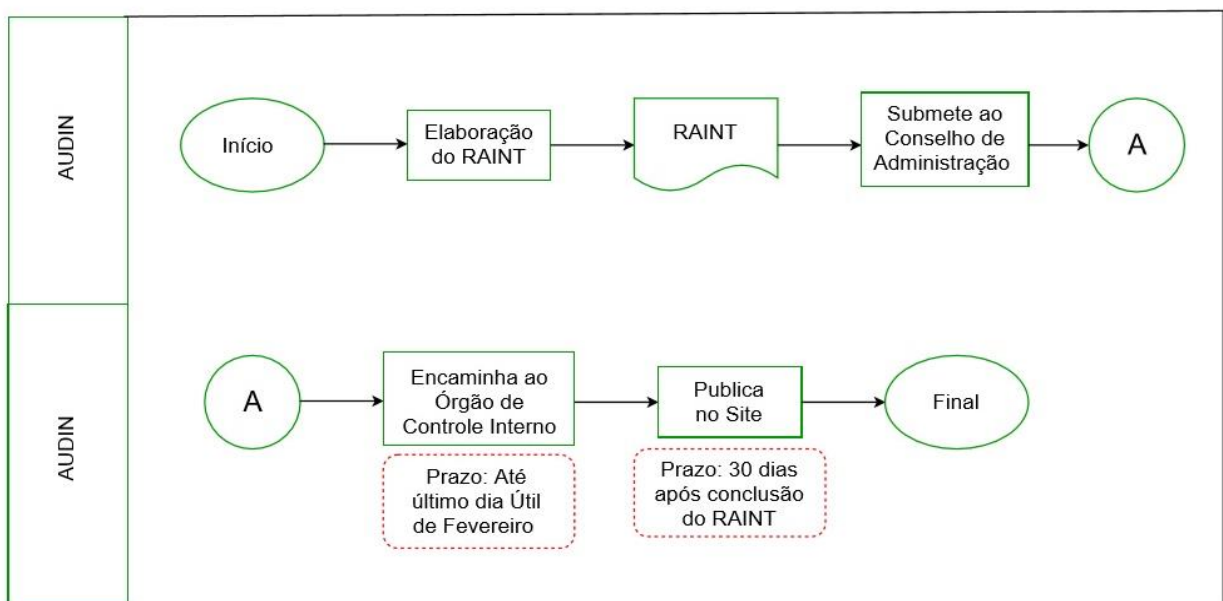 AUDIN
Início
Elaboração
do RAINT
RAINT
Submete ao
Conselho de
Administração
A
AUDIN
A
Encaminha ao
Órgão de
Controle Interno
Prazo: Até
último dia Útil
de Fevereiro
Publica
no Site
Prazo: 30 dias
após conclusão
do RAINT
Final